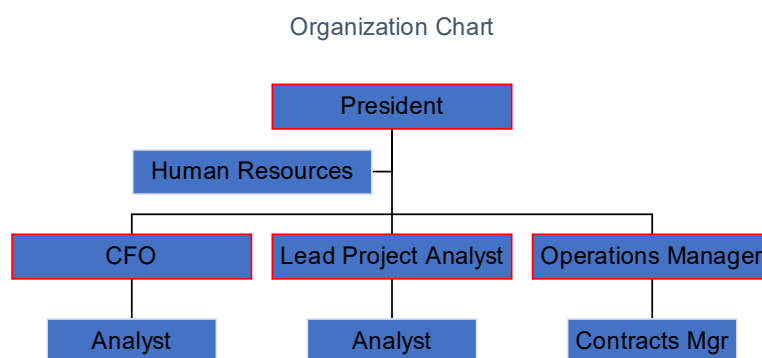 Organization Chart
President
Human Resources
CFO
Lead Project Analyst
Operations Manager
Analyst
Analyst
Contracts Mgr